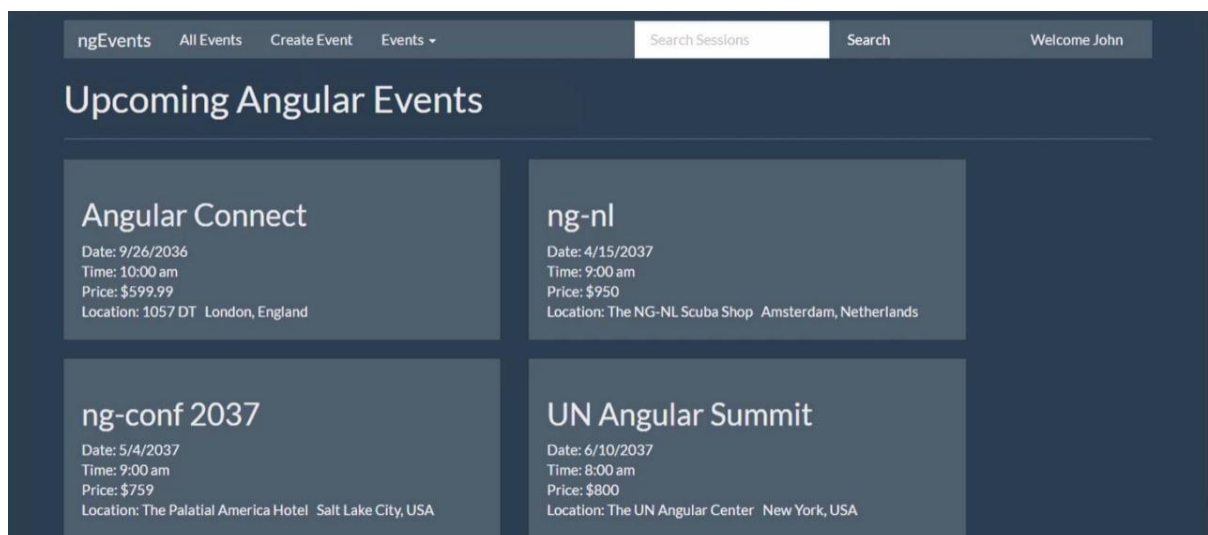 ngEvents All Events Create Event Events Search Sessions Search Welcome John
Upcoming Angular Events
Angular Connect
Date: 9/26/2036
Time: 10:00 am
Price: $599.99
Location: 1057 DT London, England
ng-nl
Date: 4/15/2037
Time: 9:00 am
Price: $950
Location: The NG-NL Scuba Shop Amsterdam, Netherlands
ng-conf 2037
Date: 5/4/2037
Time: 9:00 am
Price: $759
Location: The Palatial America Hotel Salt Lake City, USA
UN Angular Summit
Date: 6/10/2037
Time: 8:00 am
Price: $800
Location: The UN Angular Center New York, USA